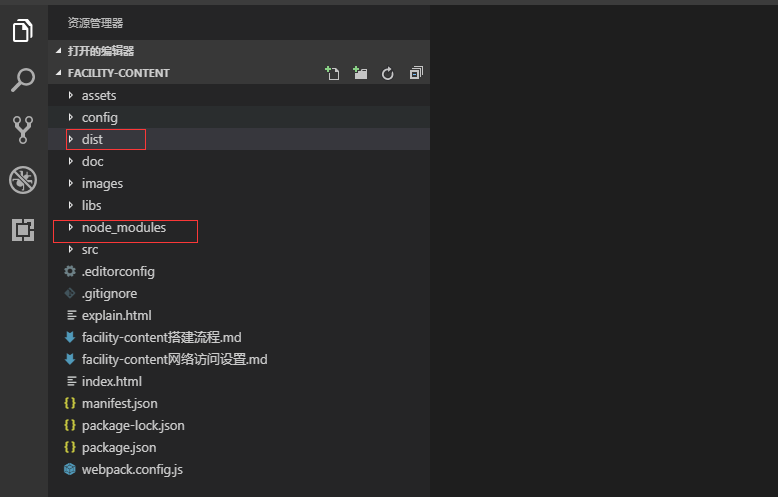 资源管理器
打开的编辑器
FACILITY-CONTENT
assets
config
dist
doc
images
libs
node_modules
src
.editorconfig
.gitignore
explain.html
facility-content搭建流程.md
facility-content网络访问设置.md
index.html
manifest.json
package-lock.json
package.json
webpack.config.js